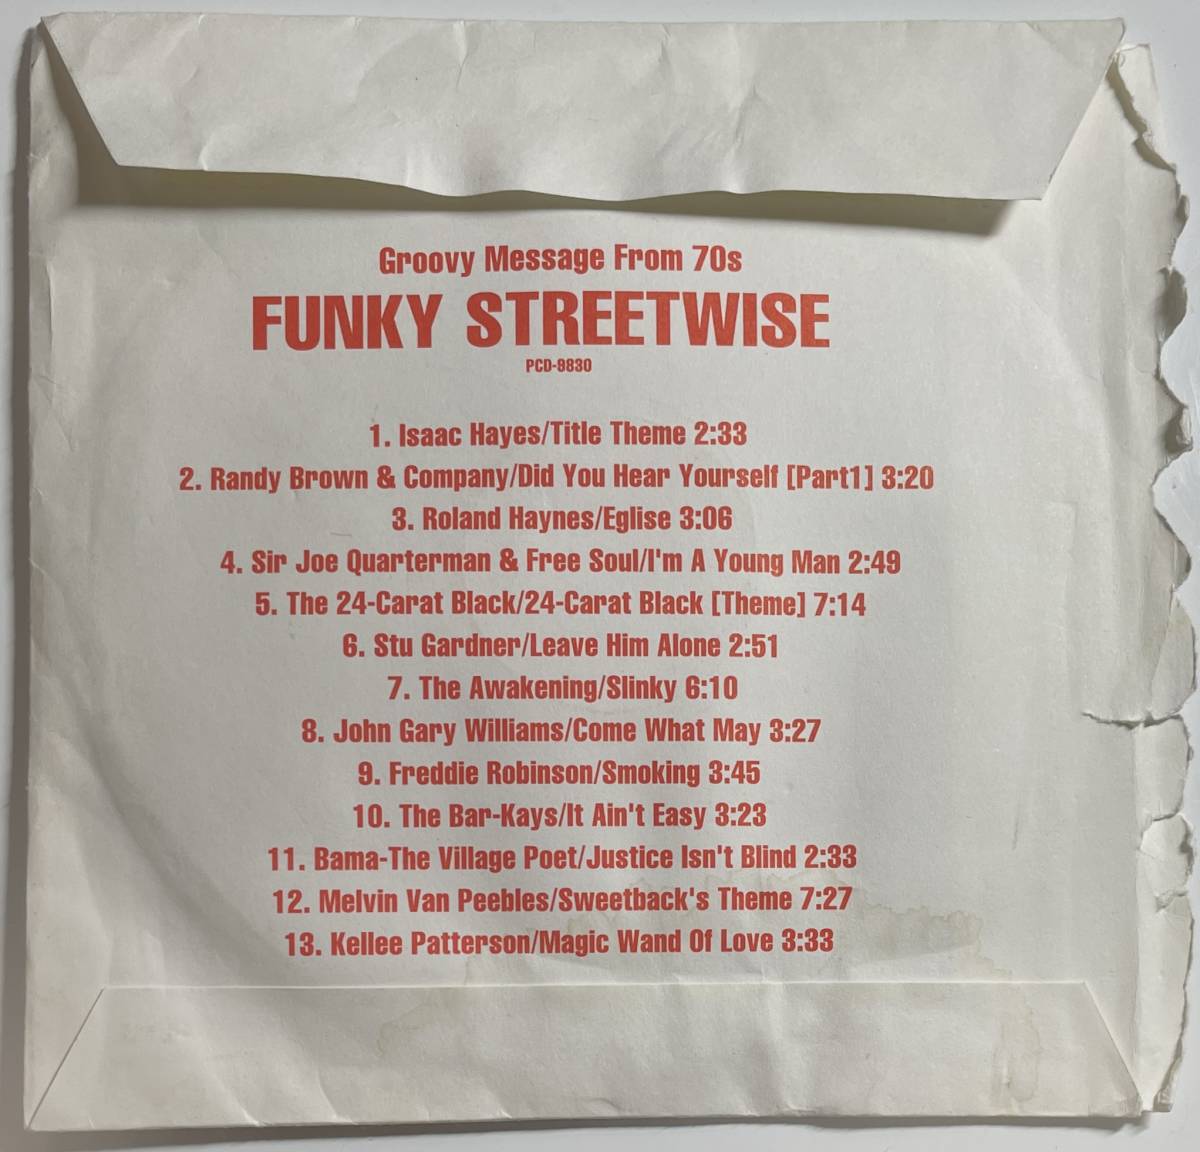 Groovy Message From 70s
FUNKY STREETWISE
PCD-9830
1. Isaac Hayes/Title Theme 2:33
2. Randy Brown & Company/Did You Hear Yourself [Part1] 3:20
3. Roland Haynes/Eglise 3:06
4. Sir Joe Quarterman & Free Soul/I'm A Young Man 2:49
5. The 24-Carat Black/24-Carat Black [Theme] 7:14
6. Stu Gardner/Leave Him Alone 2:51
7. The Awakening/Slinky 6:10
8. John Gary Williams/Come What May 3:27
9. Freddie Robinson/Smoking 3:45
10. The Bar-Kays/It Ain't Easy 3:23
11. Bama-The Village Poet/Justice Isn't Blind 2:33
12. Melvin Van Peebles/Sweetback's Theme 7:27
13. Kellee Patterson/Magic Wand Of Love 3:33